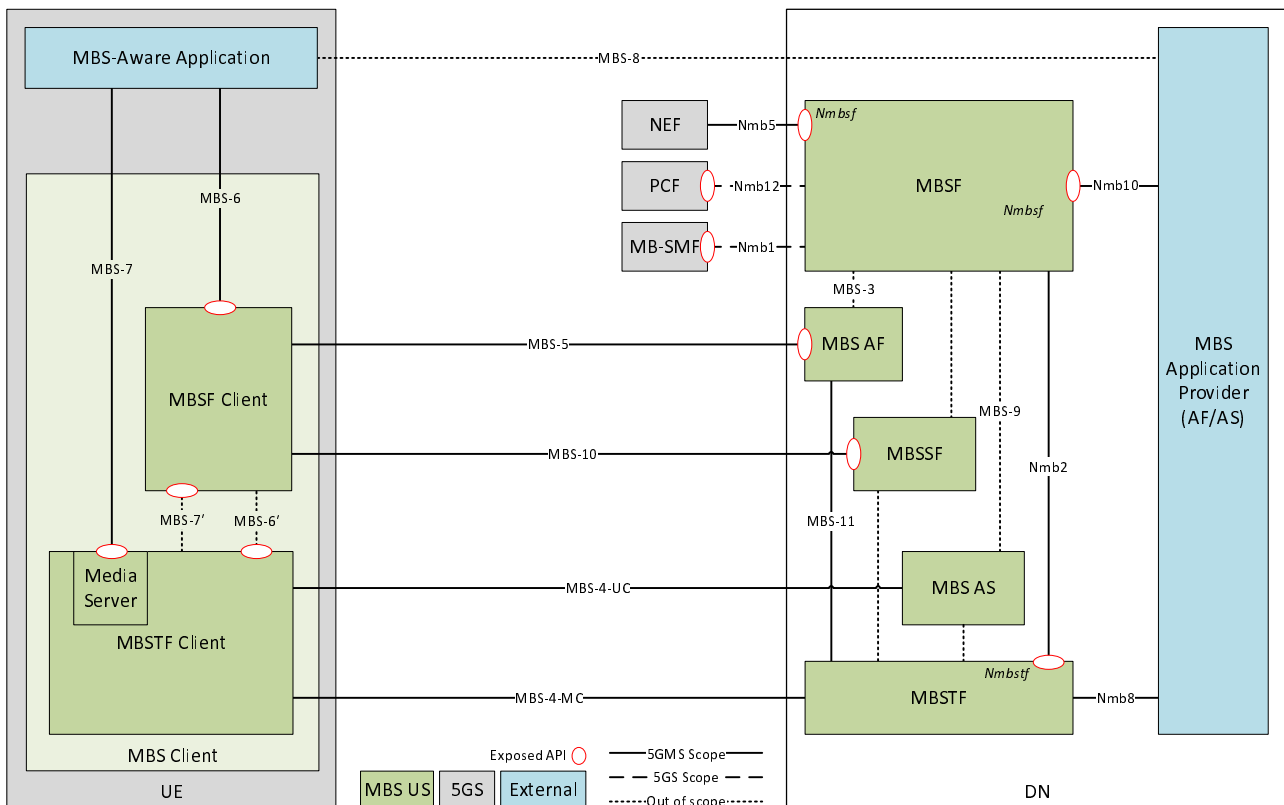 MBS-Aware Application
MBS-8
NEF
Nmb5
Nmbsf
PCF
Nmb12
MBSF
Nmb10
MBS-6
Nmbsf
MB-SMF
Nmb1
MBS-7
MBS-3
MBS-5
MBS AF
MBS
Application
Provider
(AF/AS)
MBSF Client
MBS-9
MBS-10
MBSSF
Nmb2
MBS-7’
MBS-6’
MBS-11
Media
Server
MBS-4-UC
MBS AS
MBSTF Client
Nmbstf
MBS-4-MC
MBSTF
Nmb8
MBS Client
Exposed API
5GMS Scope
5GS Scope
Out of scope
MBS US
5GS
External
UE
DN